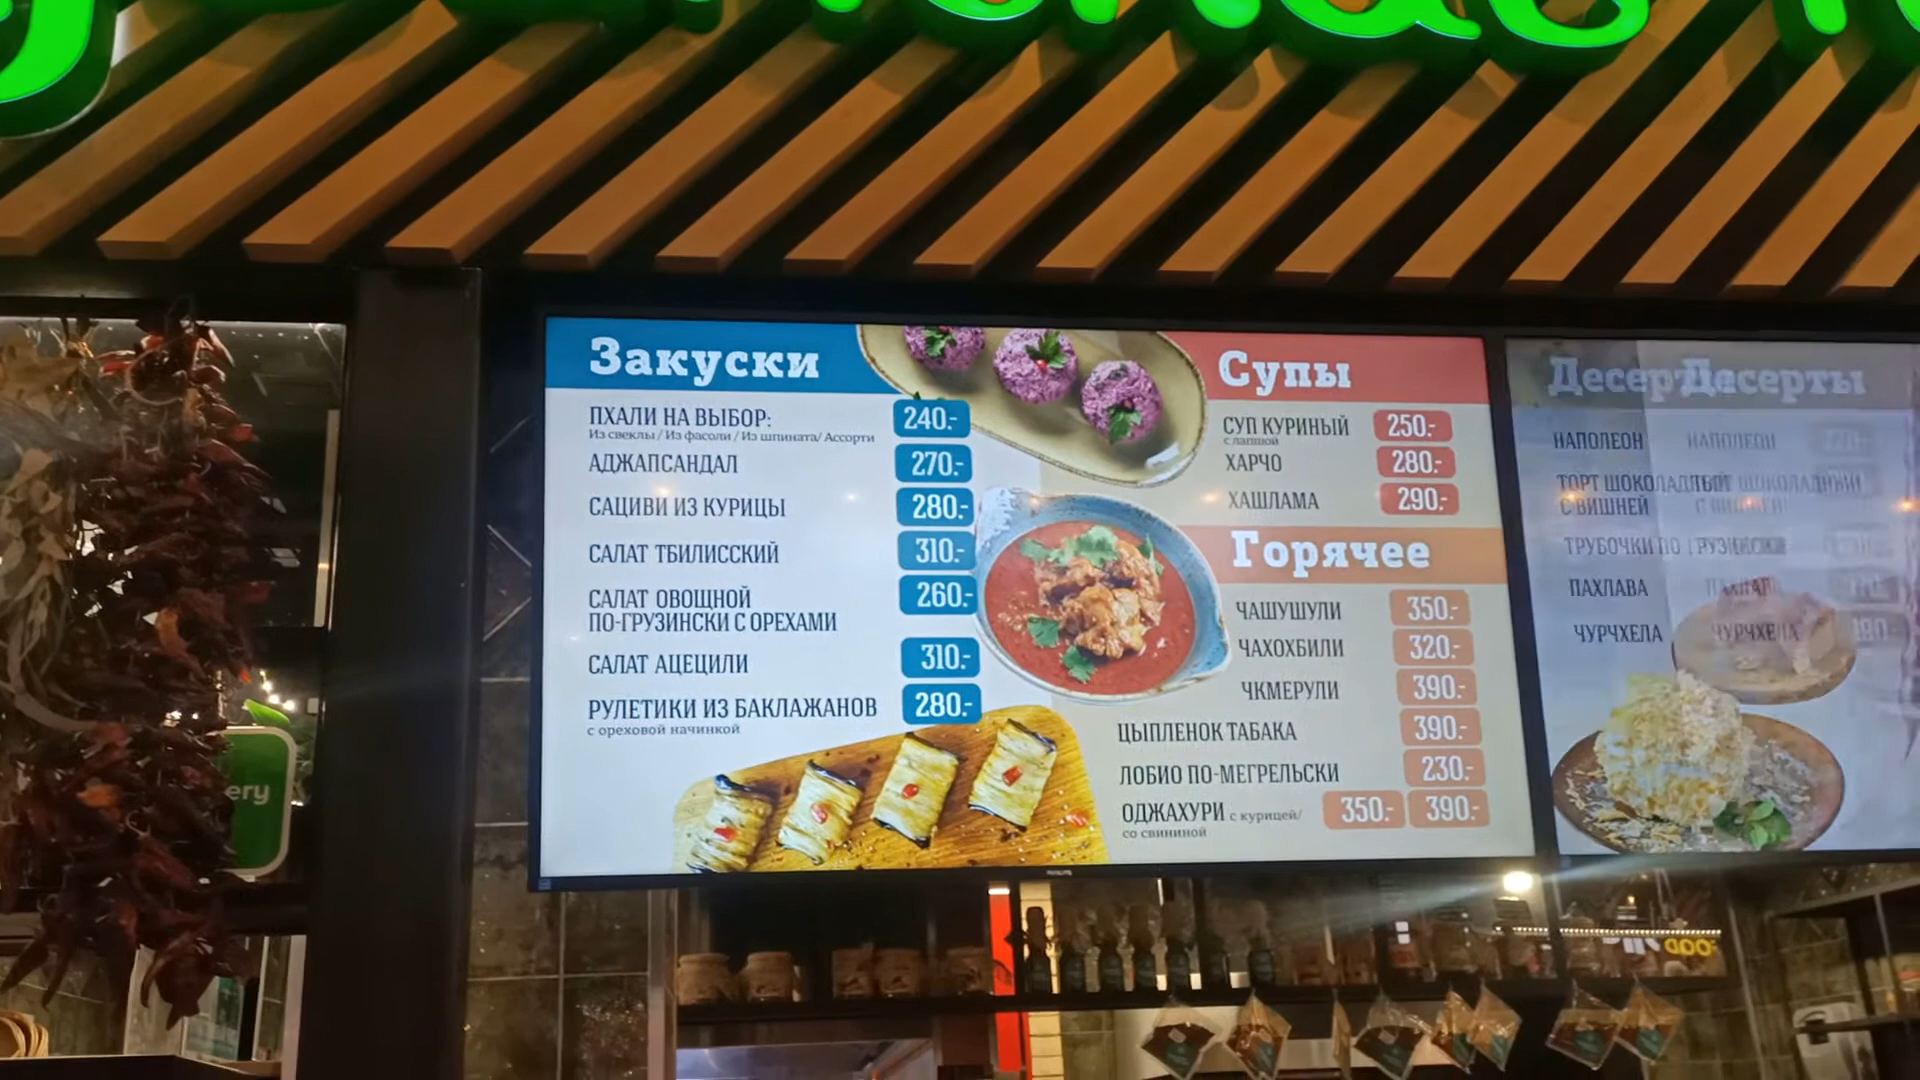 Закуски
ПХАЛИ НА ВЫБОР: 240.-
Из свеклы / Из фасоли / Из шпината/ Ассорти
АДЖАПСАНДАЛ 270.-
САЦИВИ ИЗ КУРИЦЫ 280.-
САЛАТ ТБИЛИССКИЙ 310.-
САЛАТ ОВОЩНОЙ 260.-
ПО-ГРУЗИНСКИ С ОРЕХАМИ
САЛАТ АЦЕЦИЛИ 310.-
РУЛЕТИКИ ИЗ БАКЛАЖАНОВ 280.-
с ореховой начинкой
Супы
СУП КУРИНЫЙ 250.-
с лапшой
ХАРЧО 280.-
ХАШЛАМА 290.-
Горячее
ЧАШУШУЛИ 350.-
ЧАХОХБИЛИ 320.-
ЧКМЕРУЛИ 390.-
ЦЫПЛЕНОК ТАБАКА 390.-
ЛОБИО ПО-МЕГРЕЛЬСКИ 230.-
ОДЖАХУРИ с курицей/ 350.- 390.-
со свининой
Десерты
НАПОЛЕОН НАПОЛЕОН
ТОРТ ШОКОЛАДНЫЙ
С ВИШНЕЙ
ТРУБОЧКИ ПО
ПАХЛАВА
ЧУРЧХЕЛА ЧУРЧХЕЛА
ery